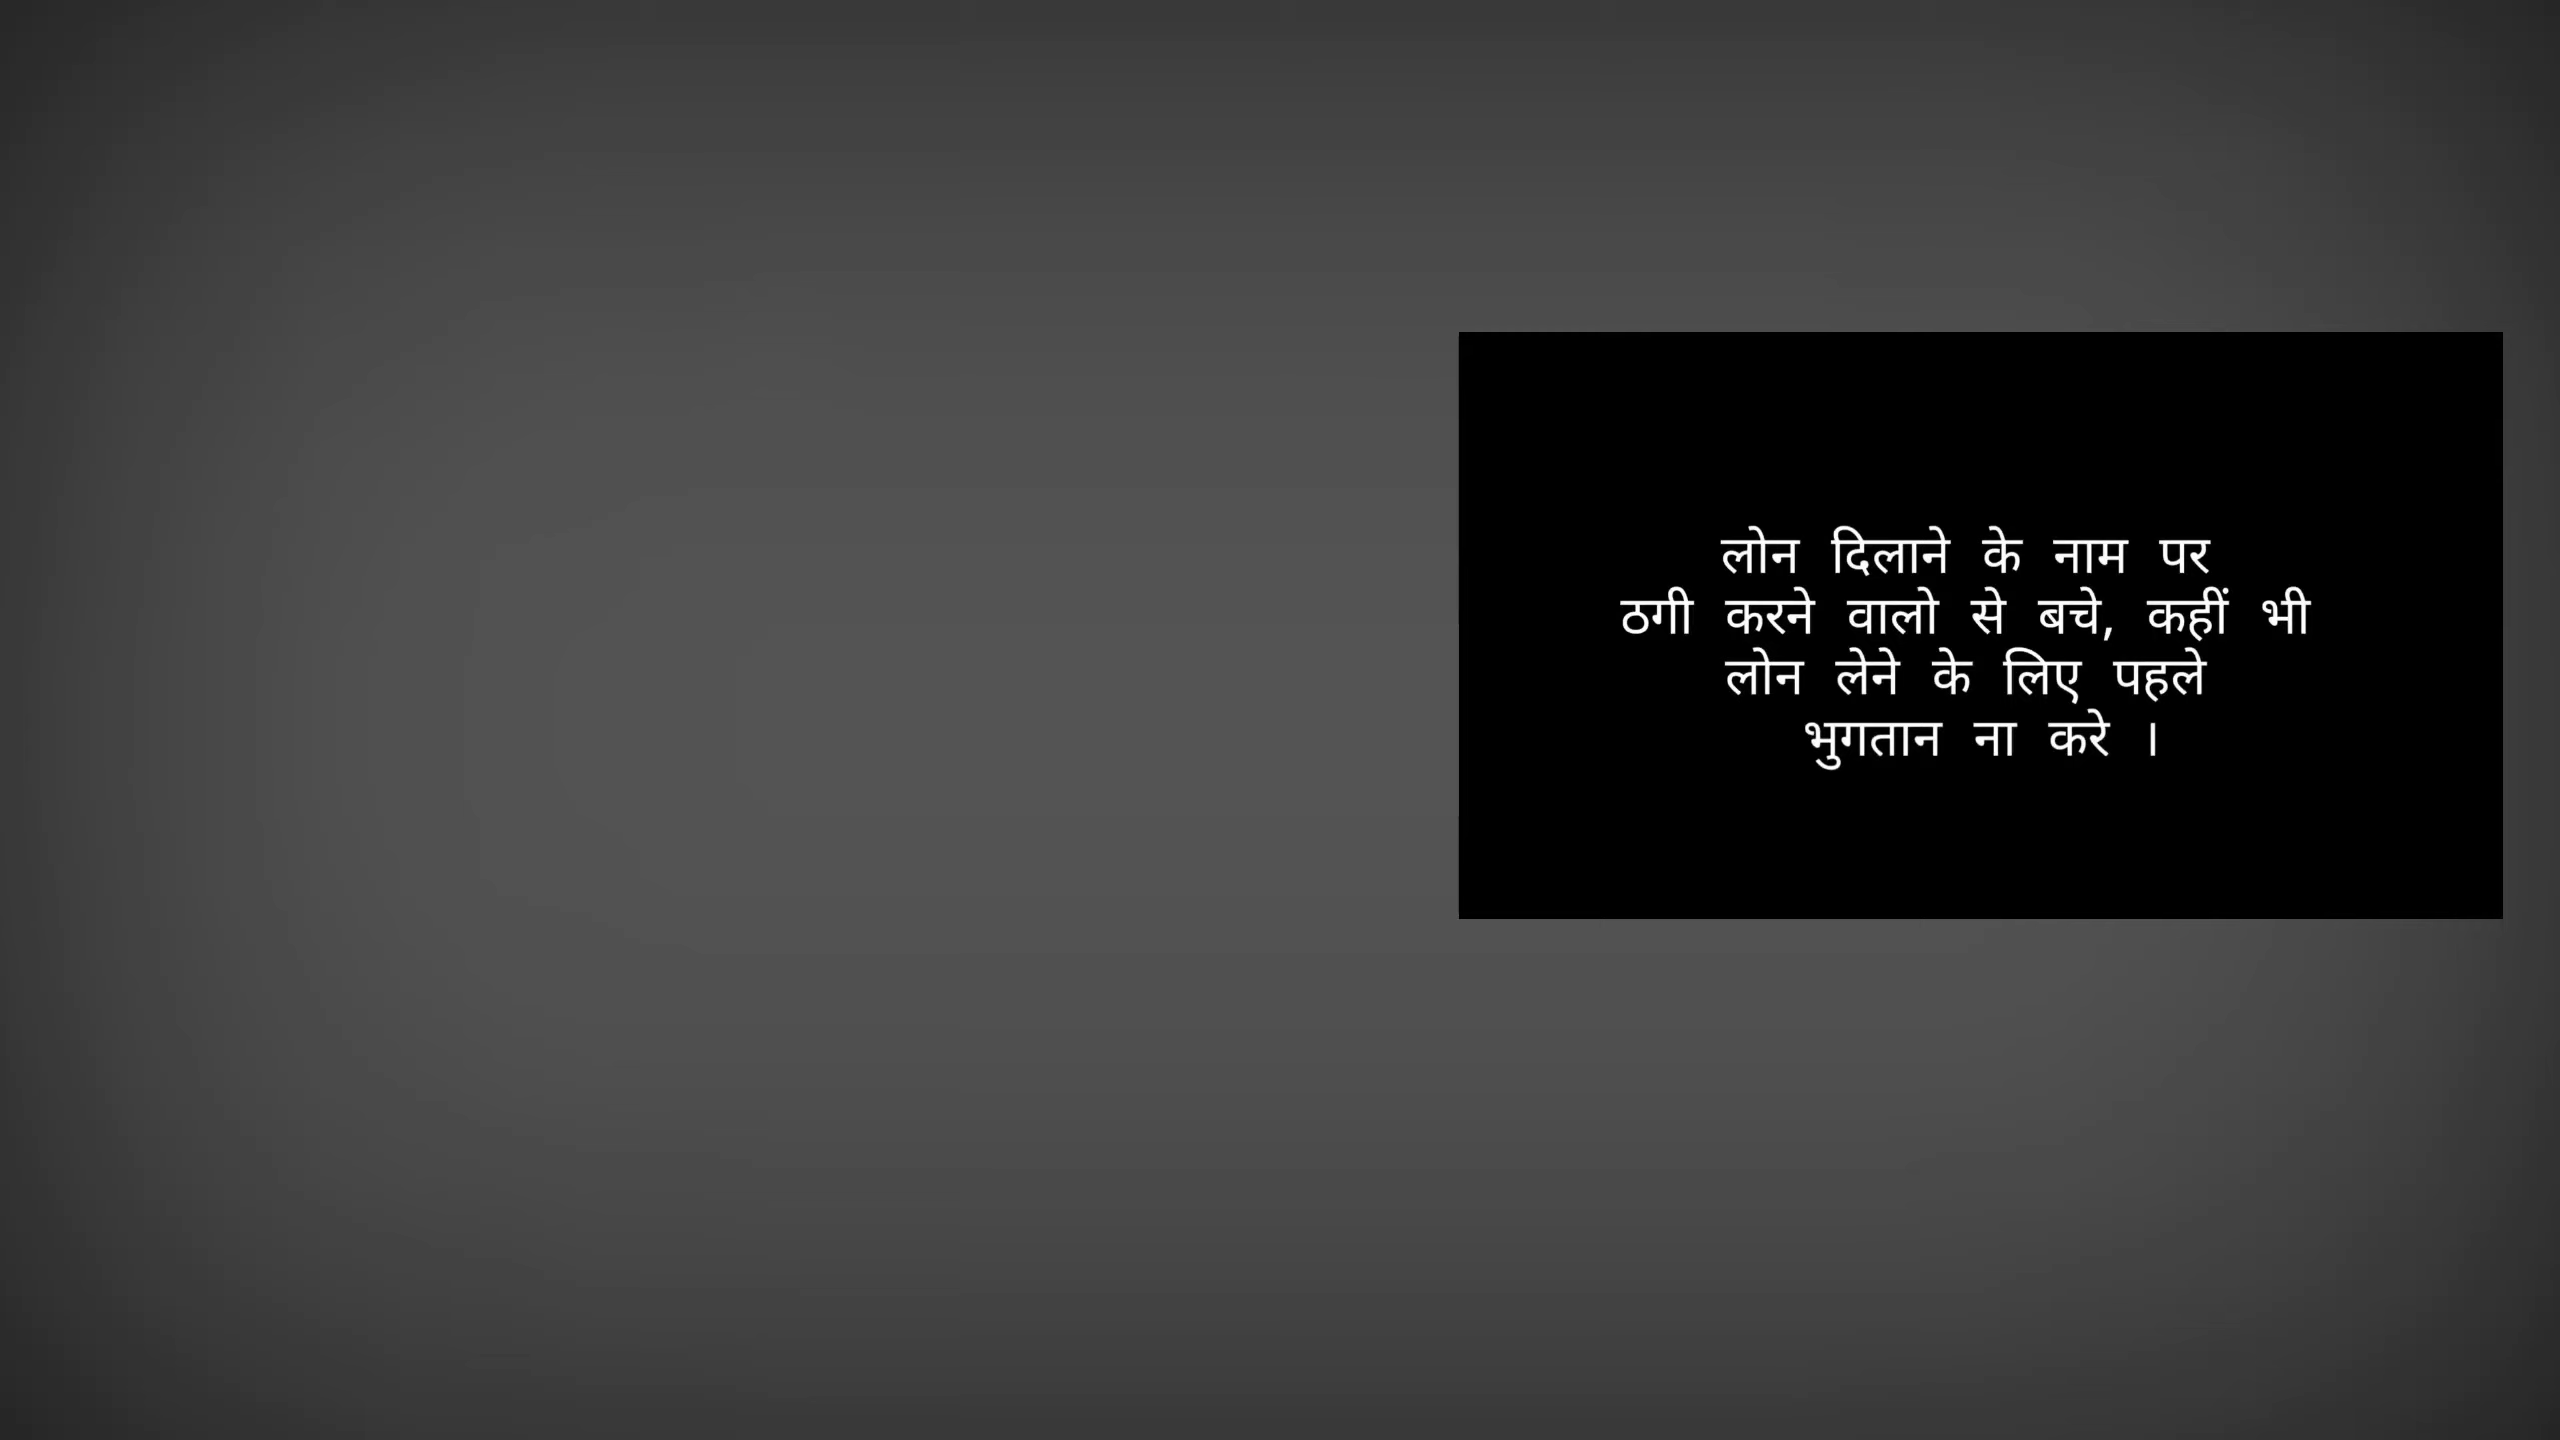 लोन दिलाने के नाम पर
ठगी करने वालो से बचे, कहीं भी
लोन लेने के लिए पहले
भुगतान ना करे ।